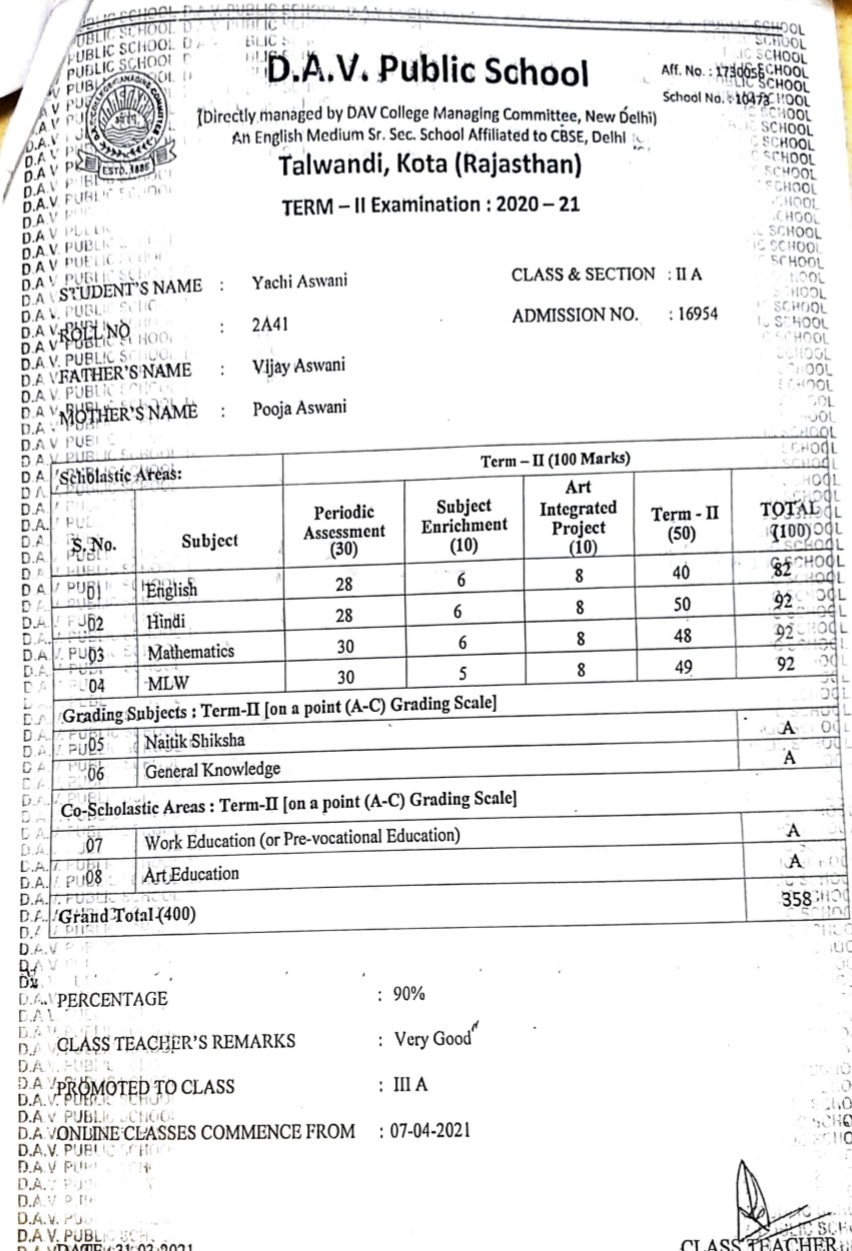 D.A.V. Public School
Aff. No. : 1730056
School No. : 10473
(Directly managed by DAV College Managing Committee, New Delhi)
An English Medium Sr. Sec. School Affiliated to CBSE, Delhi
ESTD. 1886
Talwandi, Kota (Rajasthan)
TERM – II Examination : 2020 – 21
STUDENT'S NAME : Yachi Aswani CLASS & SECTION : II A
ROLL NO : 2A41 ADMISSION NO. : 16954
FATHER'S NAME : VIjay Aswani
MOTHER'S NAME : Pooja Aswani
Scholastic Areas: Term – II (100 Marks)
S. No. Subject Periodic Assessment (30) Subject Enrichment (10) Art Integrated Project (10) Term - II (50) TOTAL (100)
01 English 28 6 8 40 82
02 Hindi 28 6 8 50 92
03 Mathematics 30 6 8 48 92
04 MLW 30 5 8 49 92
Grading Subjects : Term-II [on a point (A-C) Grading Scale]
05 Naitik Shiksha A
06 General Knowledge A
Co-Scholastic Areas : Term-II [on a point (A-C) Grading Scale]
07 Work Education (or Pre-vocational Education) A
08 Art Education A
Grand Total (400) 358
PERCENTAGE : 90%
CLASS TEACHER'S REMARKS : Very Good
PROMOTED TO CLASS : III A
ONLINE CLASSES COMMENCE FROM : 07-04-2021
DATE : 31-03-2021
CLASS TEACHER